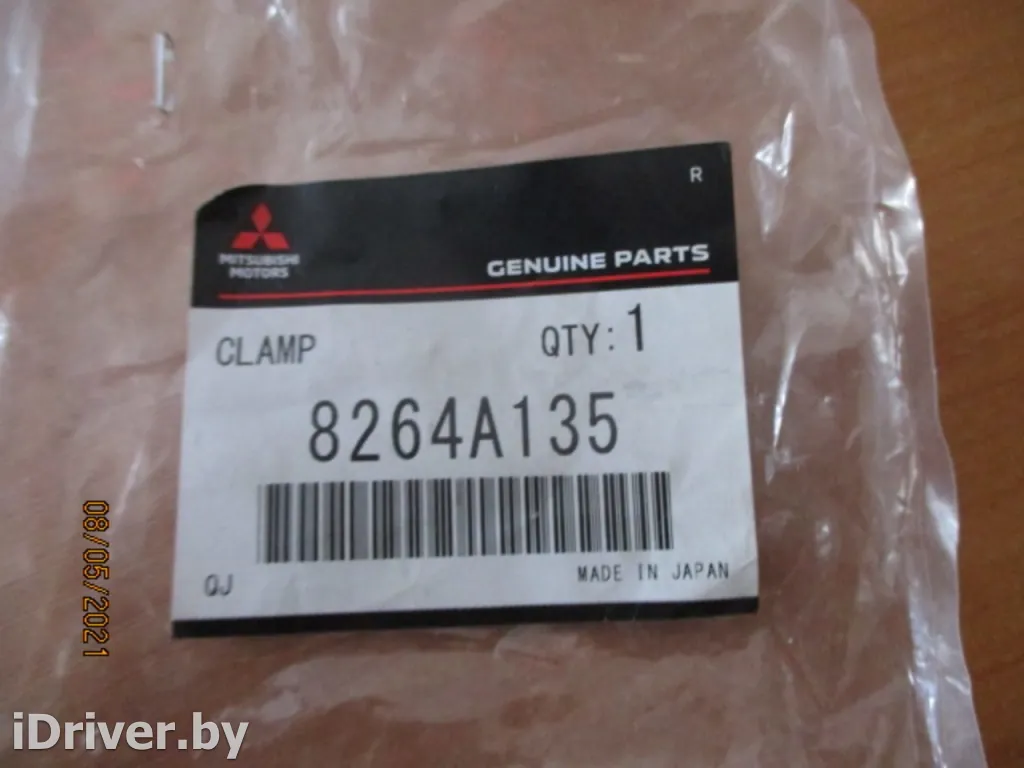 R
MITSUBISHI
MOTORS
GENUINE PARTS
CLAMP QTY: 1
8264A135
QJ MADE IN JAPAN
08/05/2021
iDriver.by